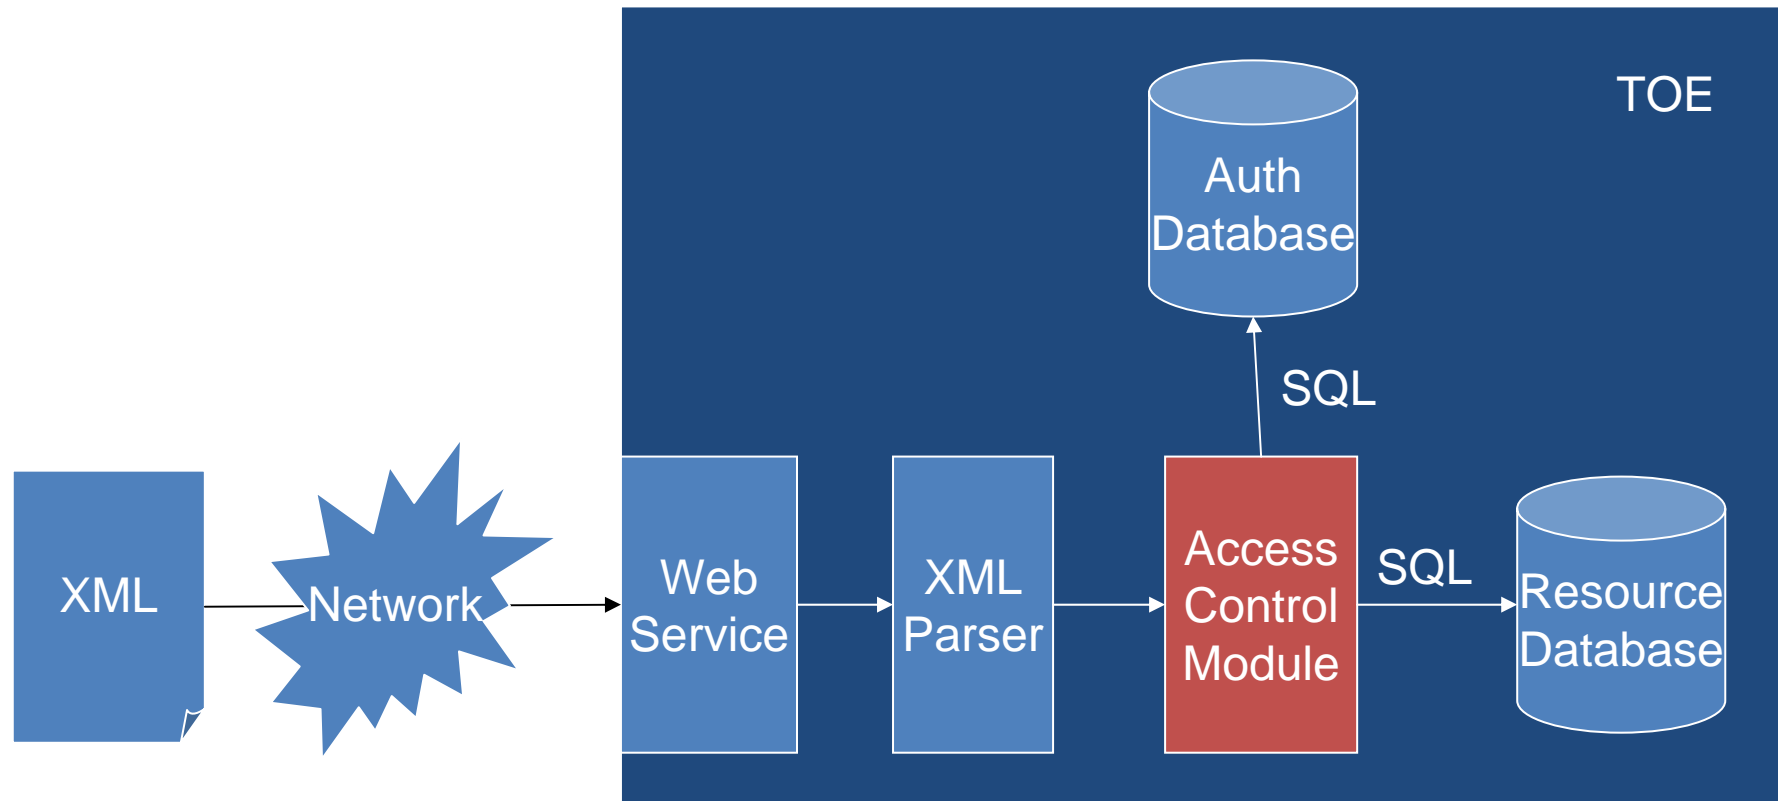 TOE
Auth
Database
SQL
XML
Network
Web
Service
XML
Parser
Access
Control
Module
SQL
Resource
Database